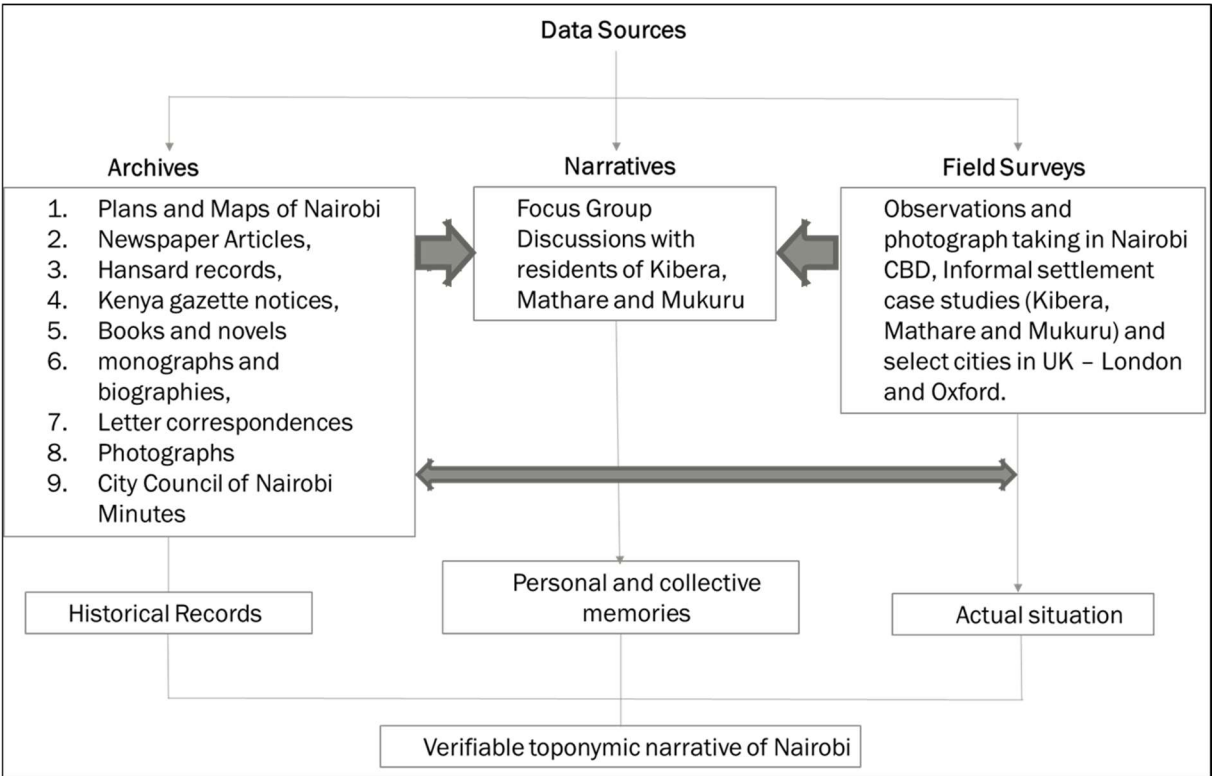 Data Sources
Archives
1. Plans and Maps of Nairobi
2. Newspaper Articles,
3. Hansard records,
4. Kenya gazette notices,
5. Books and novels
6. monographs and
biographies,
7. Letter correspondences
8. Photographs
9. City Council of Nairobi
Minutes
Narratives
Focus Group
Discussions with
residents of Kibera,
Mathare and Mukuru
Field Surveys
Observations and
photograph taking in Nairobi
CBD, Informal settlement
case studies (Kibera,
Mathare and Mukuru) and
select cities in UK – London
and Oxford.
Historical Records
Personal and collective
memories
Actual situation
Verifiable toponymic narrative of Nairobi